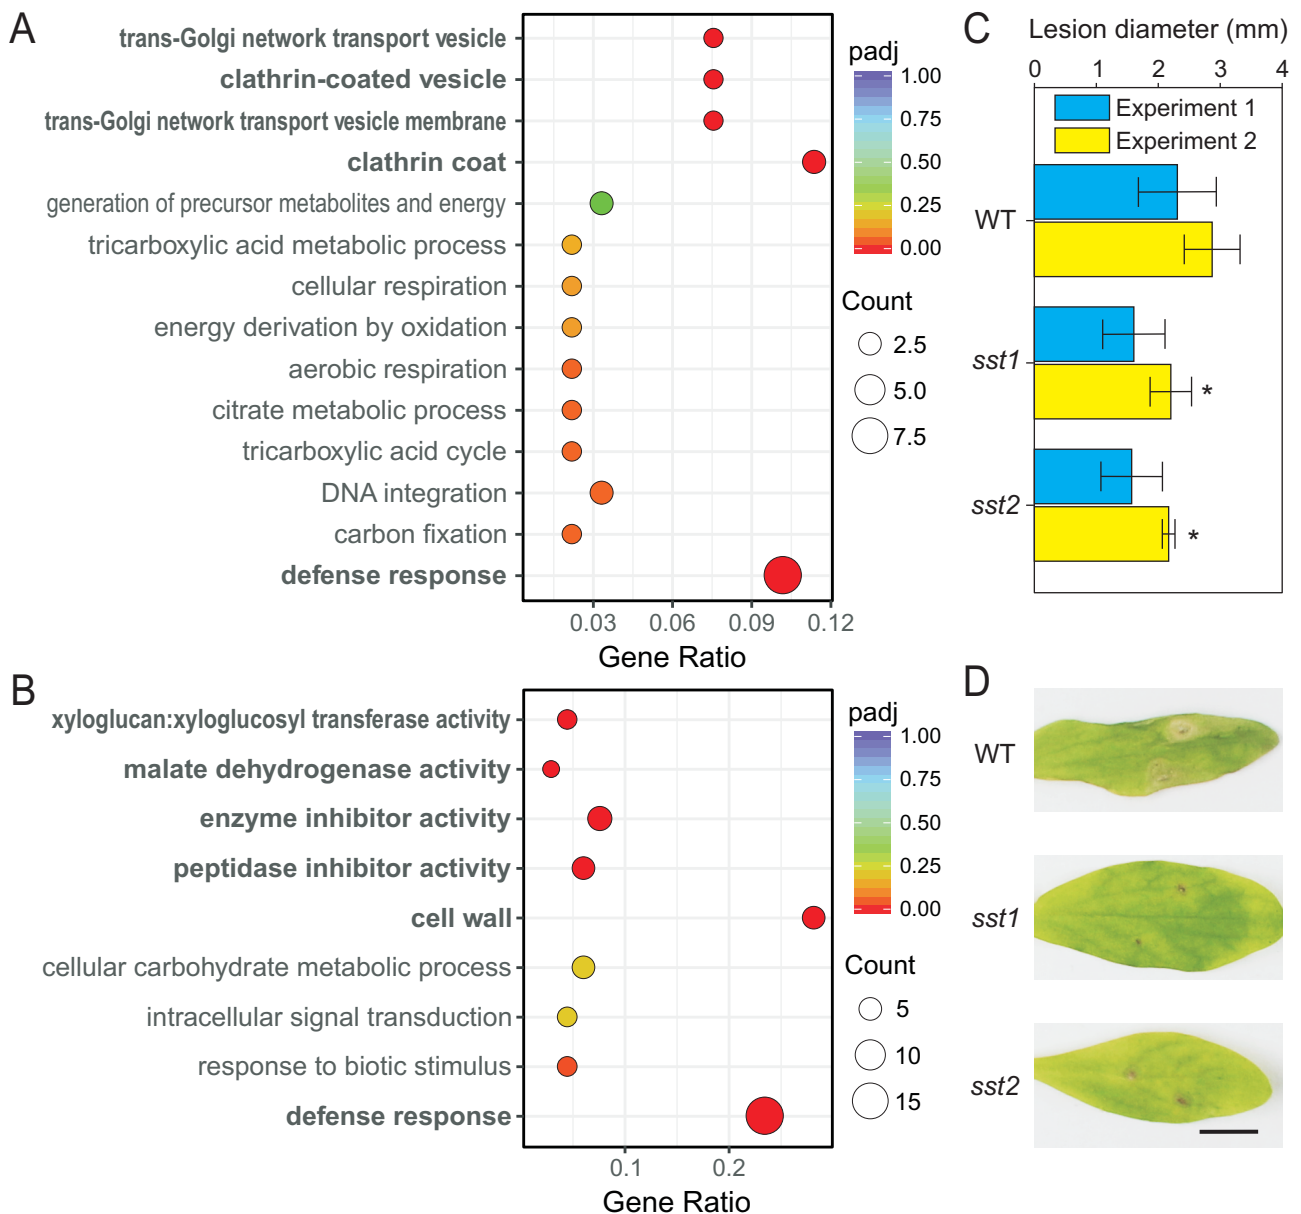 A
trans-Golgi network transport vesicle
clathrin-coated vesicle
trans-Golgi network transport vesicle membrane
clathrin coat
generation of precursor metabolites and energy
tricarboxylic acid metabolic process
cellular respiration
energy derivation by oxidation
aerobic respiration
citrate metabolic process
tricarboxylic acid cycle
DNA integration
carbon fixation
defense response
0.03 0.06 0.09 0.12
Gene Ratio
padj
1.00
0.75
0.50
0.25
0.00
Count
2.5
5.0
7.5
C
Lesion diameter (mm)
0 1 2 3 4
Experiment 1
Experiment 2
WT
sst1
*
sst2
*
B
xyloglucan:xyloglucosyl transferase activity
malate dehydrogenase activity
enzyme inhibitor activity
peptidase inhibitor activity
cell wall
cellular carbohydrate metabolic process
intracellular signal transduction
response to biotic stimulus
defense response
0.1 0.2
Gene Ratio
padj
1.00
0.75
0.50
0.25
0.00
Count
5
10
15
D
WT
sst1
sst2